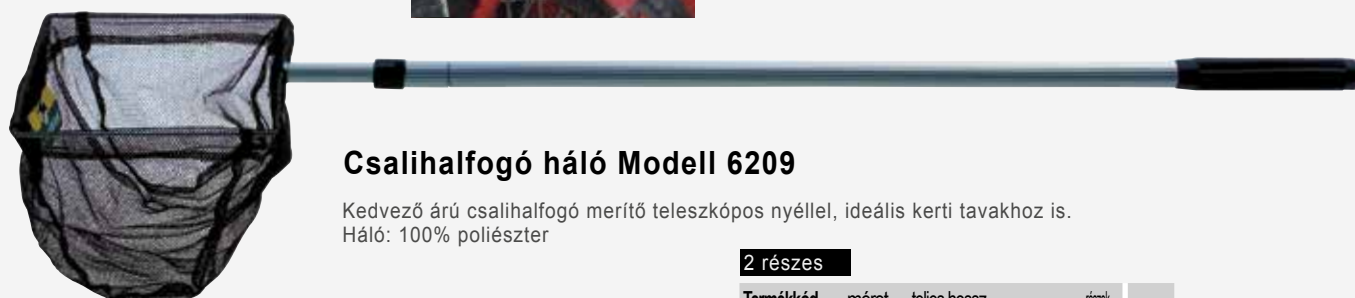 Csalihalfogó háló Modell 6209
Kedvező árú csalihalfogó merítő teleszkópos nyéllel, ideális kerti tavakhoz is.
Háló: 100% poliészter
2 részes
Termékkód méret teljes hossz részek